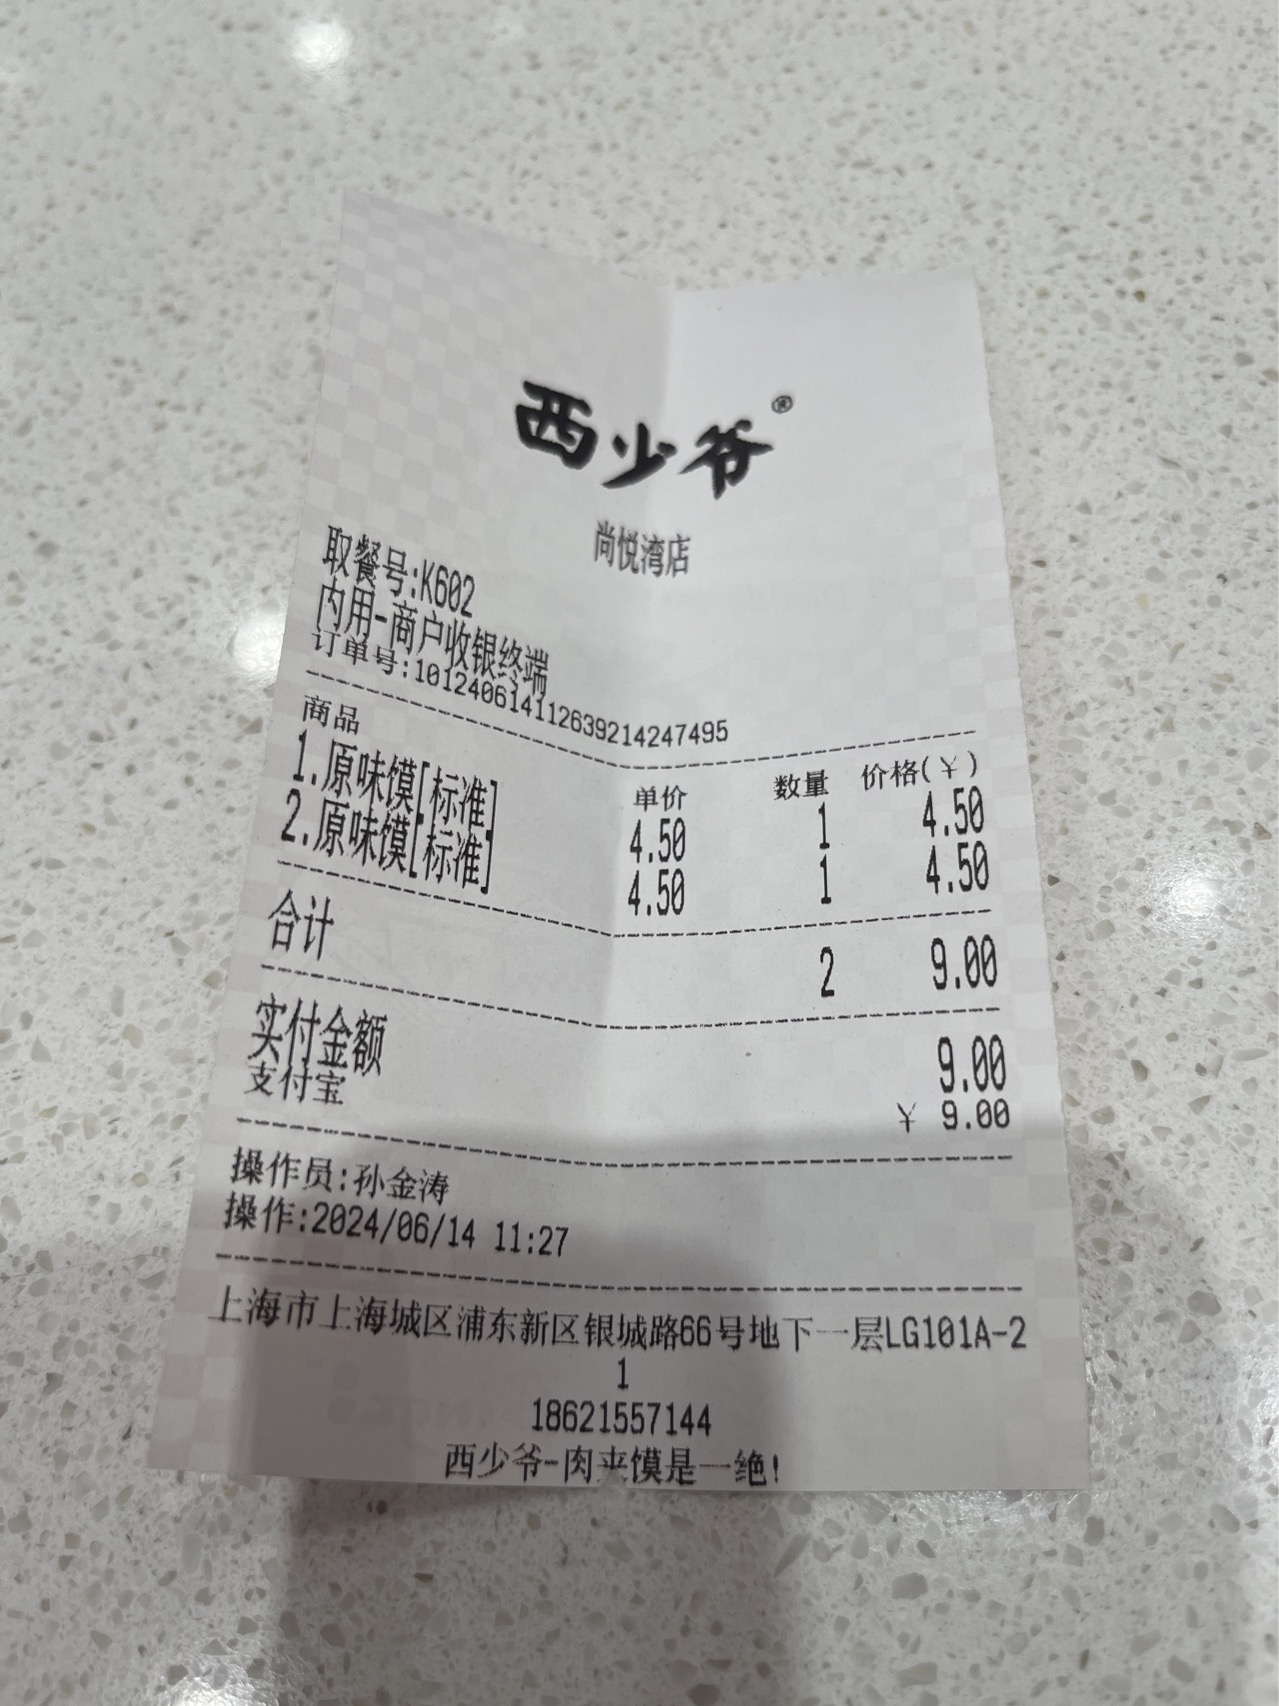 西少爷®
尚悦湾店
取餐号:K602
内用-商户收银终端
订单号:101240614112639214247495
商品 单价 数量 价格(¥)
1.原味馍[标准] 4.50 1 4.50
2.原味馍[标准] 4.50 1 4.50
合计 2 9.00
实付金额 9.00
支付宝 ¥ 9.00
操作员:孙金涛
操作:2024/06/14 11:27
上海市上海城区浦东新区银城路66号地下一层LG101A-2
1
18621557144
西少爷-肉夹馍是一绝!